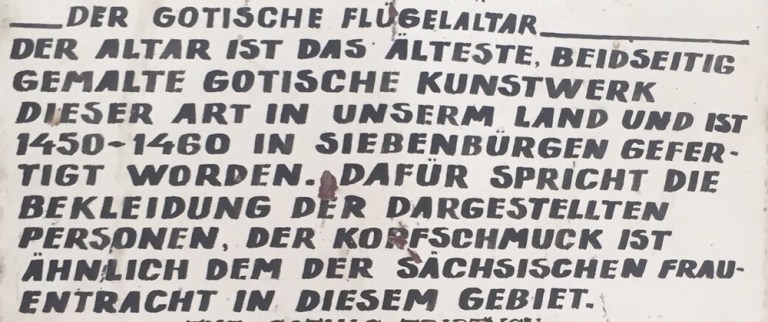 DER GOTISCHE FLÜGELALTAR
DER ALTAR IST DAS ÄLTESTE, BEIDSEITIG
GEMALTE GOTISCHE KUNSTWERK
DIESER ART IN UNSERM LAND UND IST
1450-1460 IN SIEBENBÜRGEN GEFER-
TIGT WORDEN. DAFÜR SPRICHT DIE
BEKLEIDUNG DER DARGESTELLTEN
PERSONEN, DER KOPFSCHMUCK IST
ÄHNLICH DEM DER SÄCHSISCHEN FRAU-
ENTRACHT IN DIESEM GEBIET.